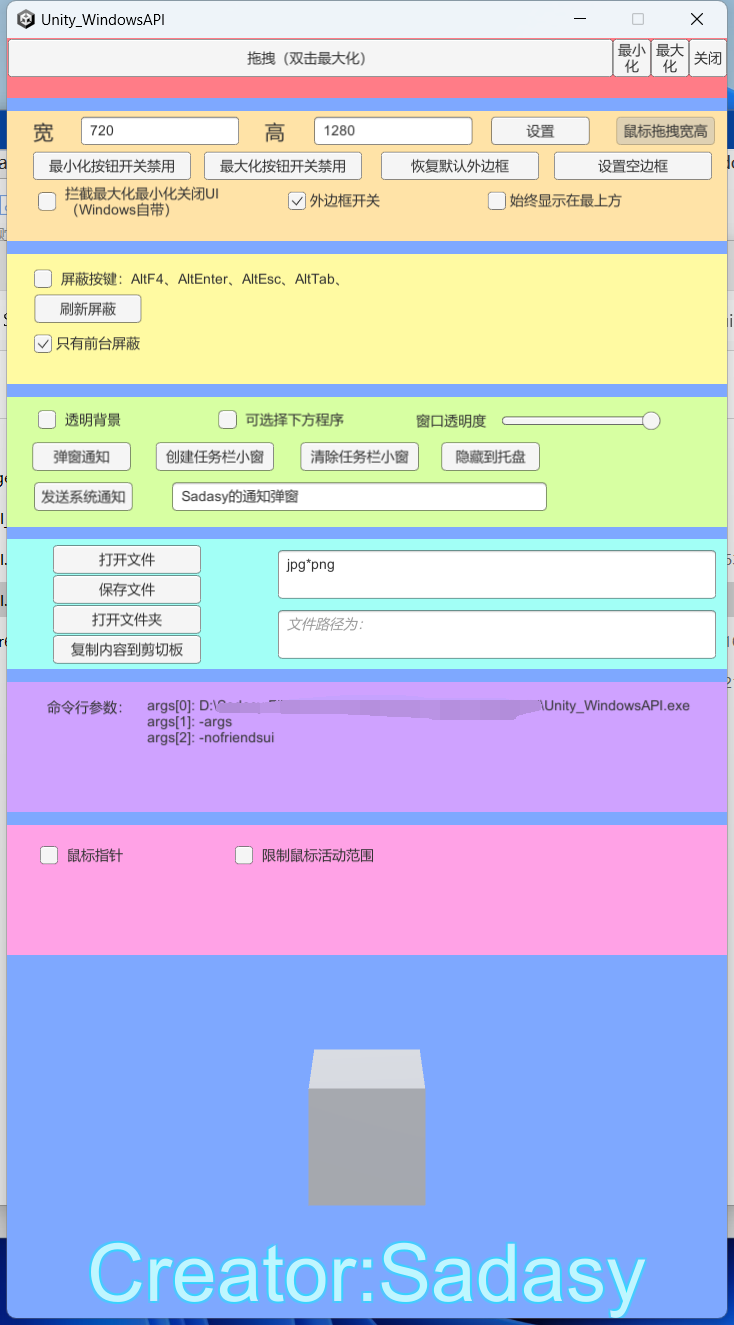 Unity_WindowsAPI
拖拽（双击最大化）
最小化
最大化
关闭
宽 720 高 1280 设置 鼠标拖拽宽高
最小化按钮开关禁用 最大化按钮开关禁用 恢复默认外边框 设置空边框
拦截最大化最小化关闭UI
（Windows自带）
外边框开关 始终显示在最上方
屏蔽按键：AltF4、AltEnter、AltEsc、AltTab、
刷新屏蔽
只有前台屏蔽
透明背景 可选择下方程序 窗口透明度
弹窗通知 创建任务栏小窗 清除任务栏小窗 隐藏到托盘
发送系统通知 Sadasy的通知弹窗
打开文件
保存文件
打开文件夹
复制内容到剪切板
jpg*png
文件路径为：
命令行参数： args[0]: D:\ \Unity_WindowsAPI.exe
args[1]: -args
args[2]: -nofriendsui
鼠标指针 限制鼠标活动范围
Creator:Sadasy